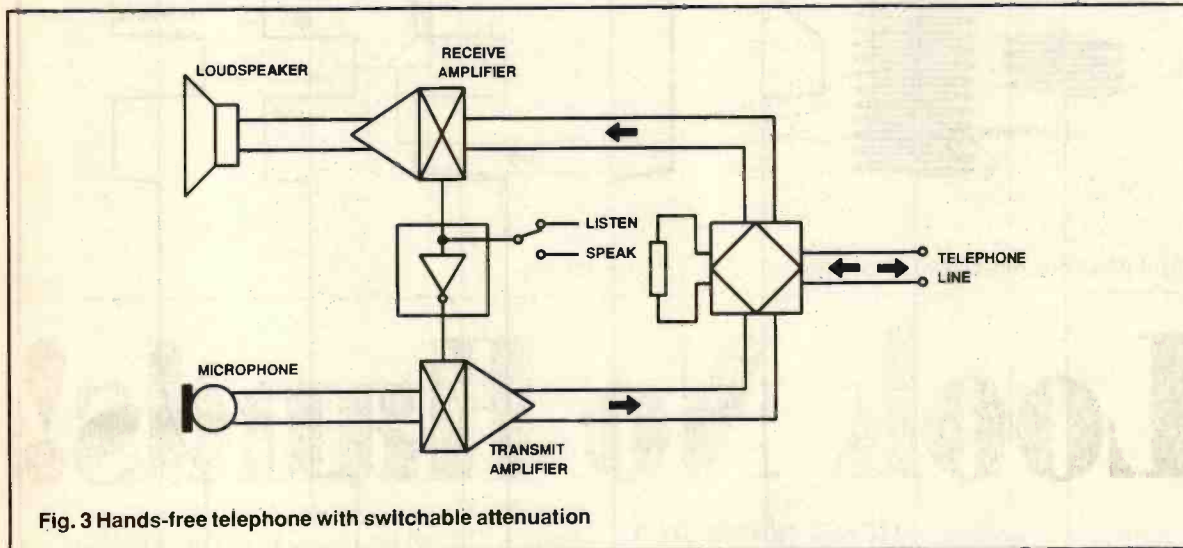 RECEIVE
AMPLIFIER
LOUDSPEAKER
LISTEN
SPEAK
TELEPHONE
LINE
MICROPHONE
TRANSMIT
AMPLIFIER
Fig. 3 Hands-free telephone with switchable attenuation